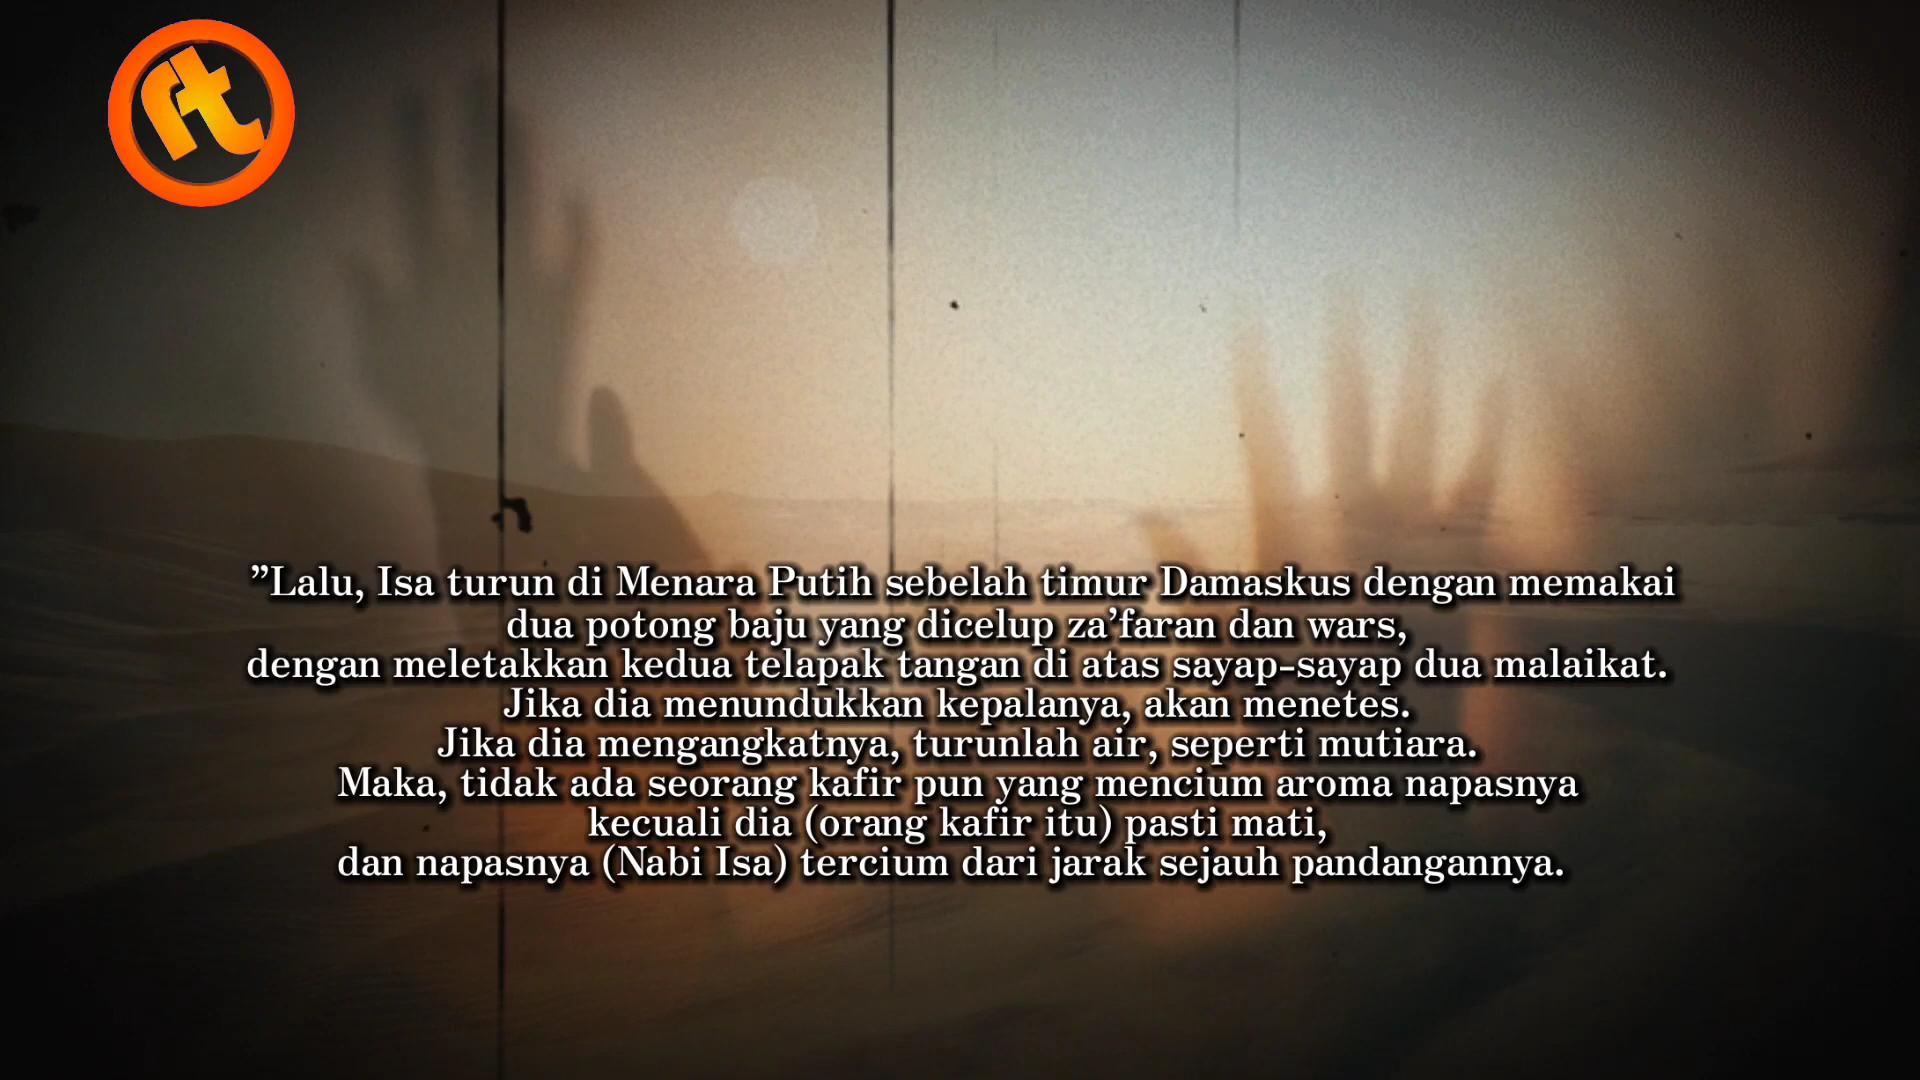 rt
”Lalu, Isa turun di Menara Putih sebelah timur Damaskus dengan memakai
dua potong baju yang dicelup za’faran dan wars,
dengan meletakkan kedua telapak tangan di atas sayap-sayap dua malaikat.
Jika dia menundukkan kepalanya, akan menetes.
Jika dia mengangkatnya, turunlah air, seperti mutiara.
Maka, tidak ada seorang kafir pun yang mencium aroma napasnya
kecuali dia (orang kafir itu) pasti mati,
dan napasnya (Nabi Isa) tercium dari jarak sejauh pandangannya.